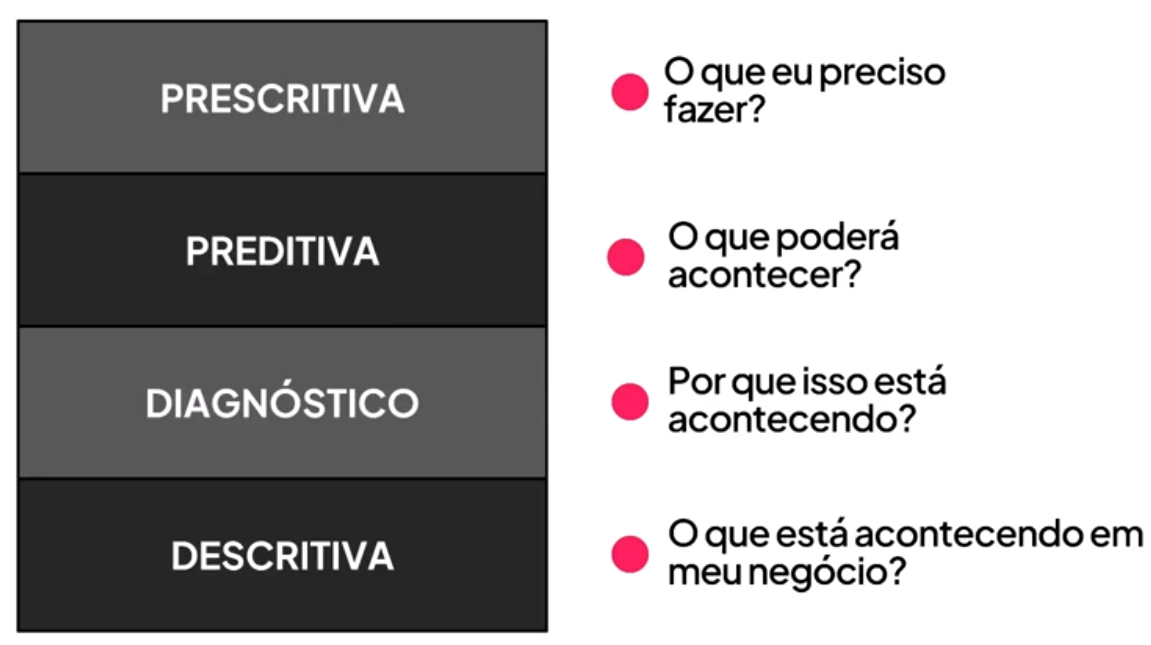 PRESCRITIVA
O que eu preciso
fazer?
PREDITIVA
O que poderá
acontecer?
DIAGNÓSTICO
Por que isso está
acontecendo?
DESCRITIVA
O que está acontecendo em
meu negócio?